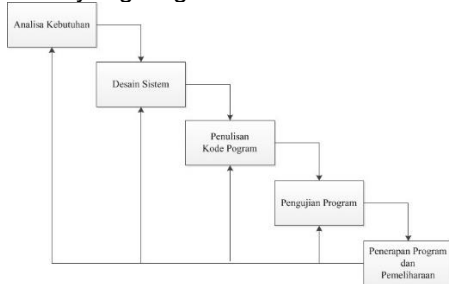 Analisa Kebutuhan
Desain Sistem
Penulisan
Kode Pogram
Pengujian Program
Penerapan Program
dan
Pemeliharaan